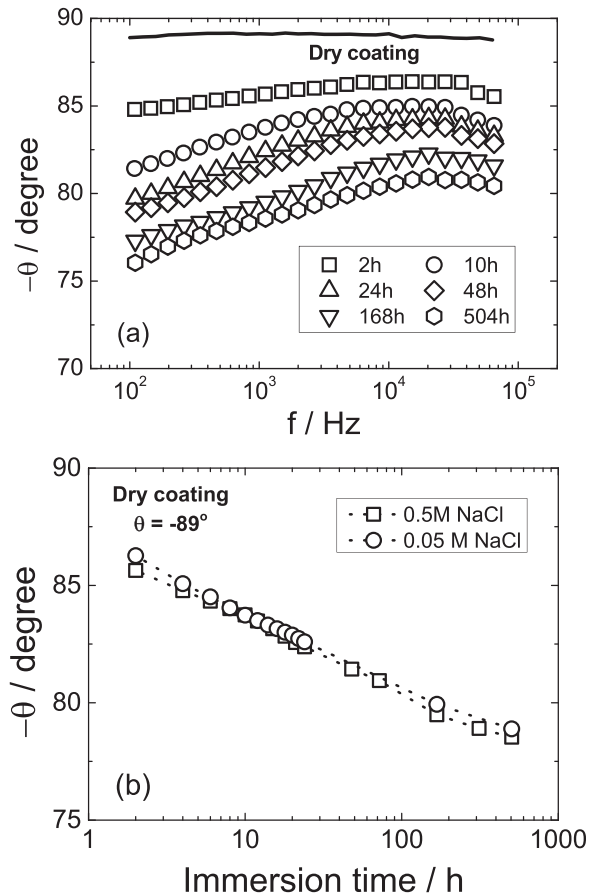 90
85
80
75
70
−θ / degree
Dry coating
2h 10h
24h 48h
168h 504h
(a)
10² 10³ 10⁴ 10⁵
f / Hz
90
85
80
75
−θ / degree
Dry coating
θ = -89°
0.5M NaCl
0.05 M NaCl
(b)
1 10 100 1000
Immersion time / h